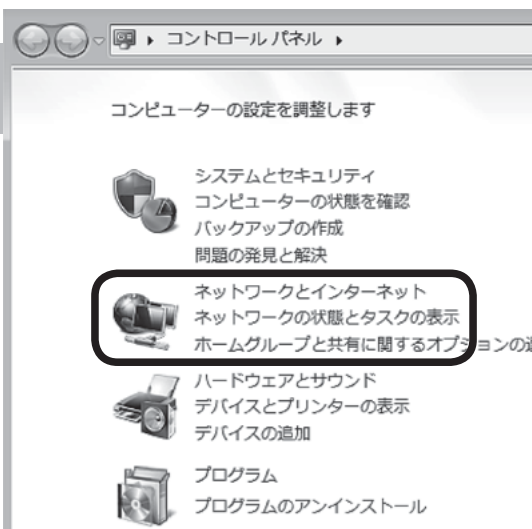 コントロール パネル
コンピューターの設定を調整します
システムとセキュリティ
コンピューターの状態を確認
バックアップの作成
問題の発見と解決
ネットワークとインターネット
ネットワークの状態とタスクの表示
ホームグループと共有に関するオプションの
ハードウェアとサウンド
デバイスとプリンターの表示
デバイスの追加
プログラム
プログラムのアンインストール